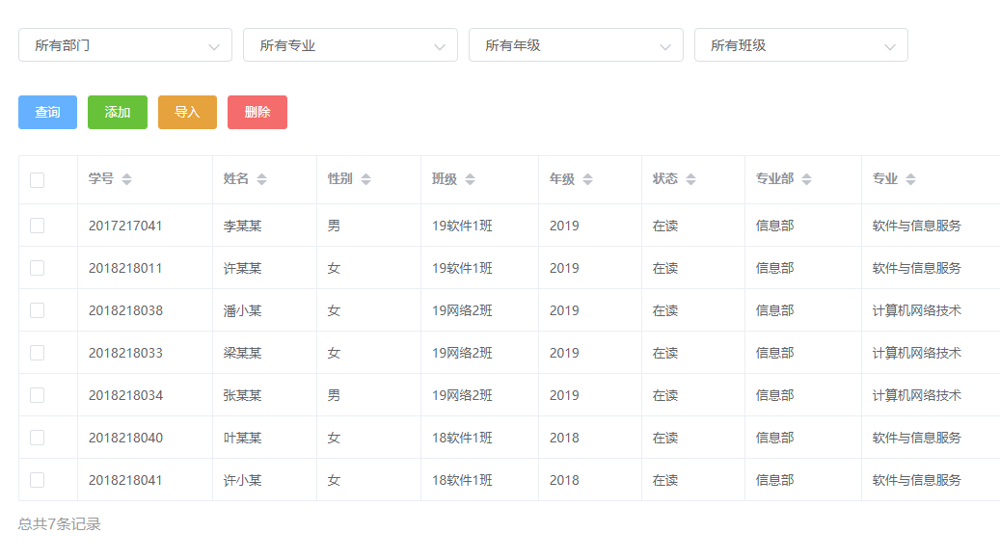 所有部门 所有专业 所有年级 所有班级
查询 添加 导入 删除
学号 姓名 性别 班级 年级 状态 专业部 专业
2017217041 李某某 男 19软件1班 2019 在读 信息部 软件与信息服务
2018218011 许某某 女 19软件1班 2019 在读 信息部 软件与信息服务
2018218038 潘小某 女 19网络2班 2019 在读 信息部 计算机网络技术
2018218033 梁某某 女 19网络2班 2019 在读 信息部 计算机网络技术
2018218034 张某某 男 19网络2班 2019 在读 信息部 计算机网络技术
2018218040 叶某某 女 18软件1班 2018 在读 信息部 软件与信息服务
2018218041 许小某 女 18软件1班 2018 在读 信息部 软件与信息服务
总共7条记录